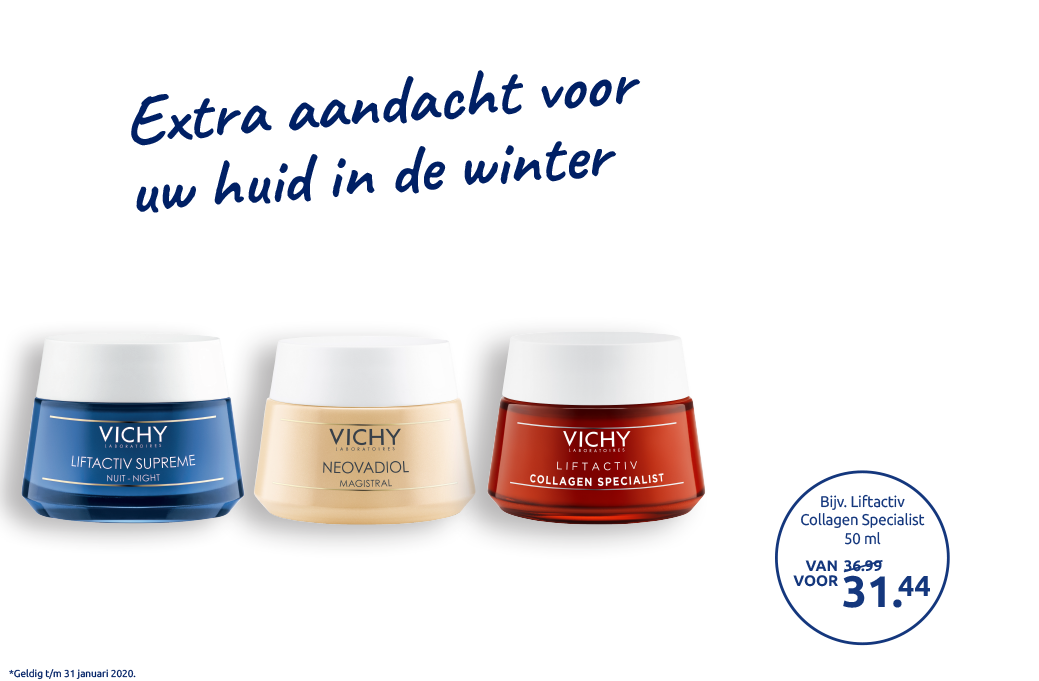 Extra aandacht voor
uw huid in de winter
VICHY
LABORATOIRES
LIFTACTIV SUPREME
NUIT - NIGHT
VICHY
LABORATOIRES
NEOVADIOL
MAGISTRAL
VICHY
LABORATOIRES
LIFTACTIV
COLLAGEN SPECIALIST
Bijv. Liftactiv
Collagen Specialist
50 ml
VAN 36.99
VOOR 31.44
*Geldig t/m 31 januari 2020.